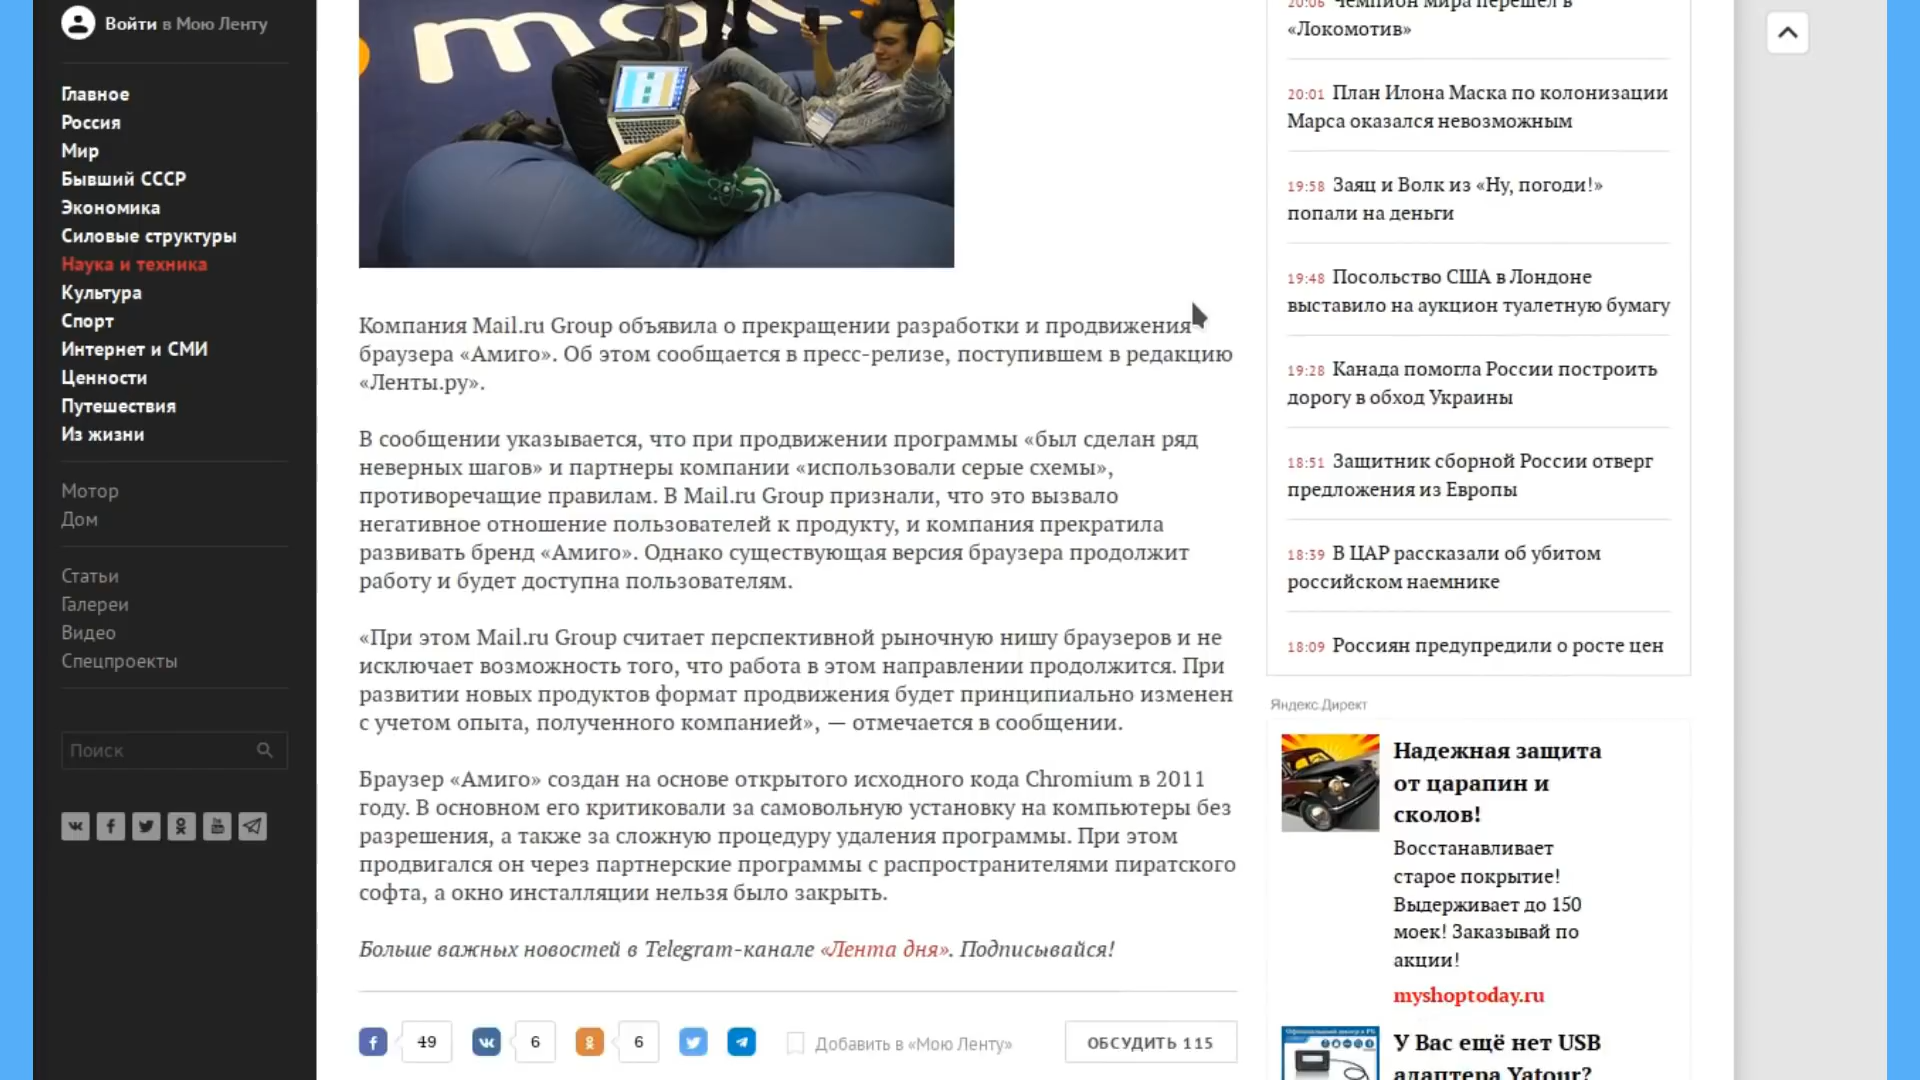 Войти в Мою Ленту
Главное
Россия
Мир
Бывший СССР
Экономика
Силовые структуры
Наука и техника
Культура
Спорт
Интернет и СМИ
Ценности
Путешествия
Из жизни
Мотор
Дом
Статьи
Галереи
Видео
Спецпроекты
Поиск
Компания Mail.ru Group объявила о прекращении разработки и продвижения
браузера «Амиго». Об этом сообщается в пресс-релизе, поступившем в редакцию
«Ленты.ру».
В сообщении указывается, что при продвижении программы «был сделан ряд
неверных шагов» и партнеры компании «использовали серые схемы»,
противоречащие правилам. В Mail.ru Group признали, что это вызвало
негативное отношение пользователей к продукту, и компания прекратила
развивать бренд «Амиго». Однако существующая версия браузера продолжит
работу и будет доступна пользователям.
«При этом Mail.ru Group считает перспективной рыночную нишу браузеров и не
исключает возможность того, что работа в этом направлении продолжится. При
развитии новых продуктов формат продвижения будет принципиально изменен
с учетом опыта, полученного компанией», — отмечается в сообщении.
Браузер «Амиго» создан на основе открытого исходного кода Chromium в 2011
году. В основном его критиковали за самовольную установку на компьютеры без
разрешения, а также за сложную процедуру удаления программы. При этом
продвигался он через партнерские программы с распространителями пиратского
софта, а окно инсталляции нельзя было закрыть.
Больше важных новостей в Telegram-канале «Лента дня». Подписывайся!
49
6
6
Добавить в «Мою Ленту»
ОБСУДИТЬ 115
20:06 Чемпион мира перешел в
«Локомотив»
20:01 План Илона Маска по колонизации
Марса оказался невозможным
19:58 Заяц и Волк из «Ну, погоди!»
попали на деньги
19:48 Посольство США в Лондоне
выставило на аукцион туалетную бумагу
19:28 Канада помогла России построить
дорогу в обход Украины
18:51 Защитник сборной России отверг
предложения из Европы
18:39 В ЦАР рассказали об убитом
российском наемнике
18:09 Россиян предупредили о росте цен
Яндекс.Директ
Надежная защита
от царапин и
сколов!
Восстанавливает
старое покрытие!
Выдерживает до 150
моек! Заказывай по
акции!
myshoptoday.ru
У Вас ещё нет USB
адаптера Yatour?